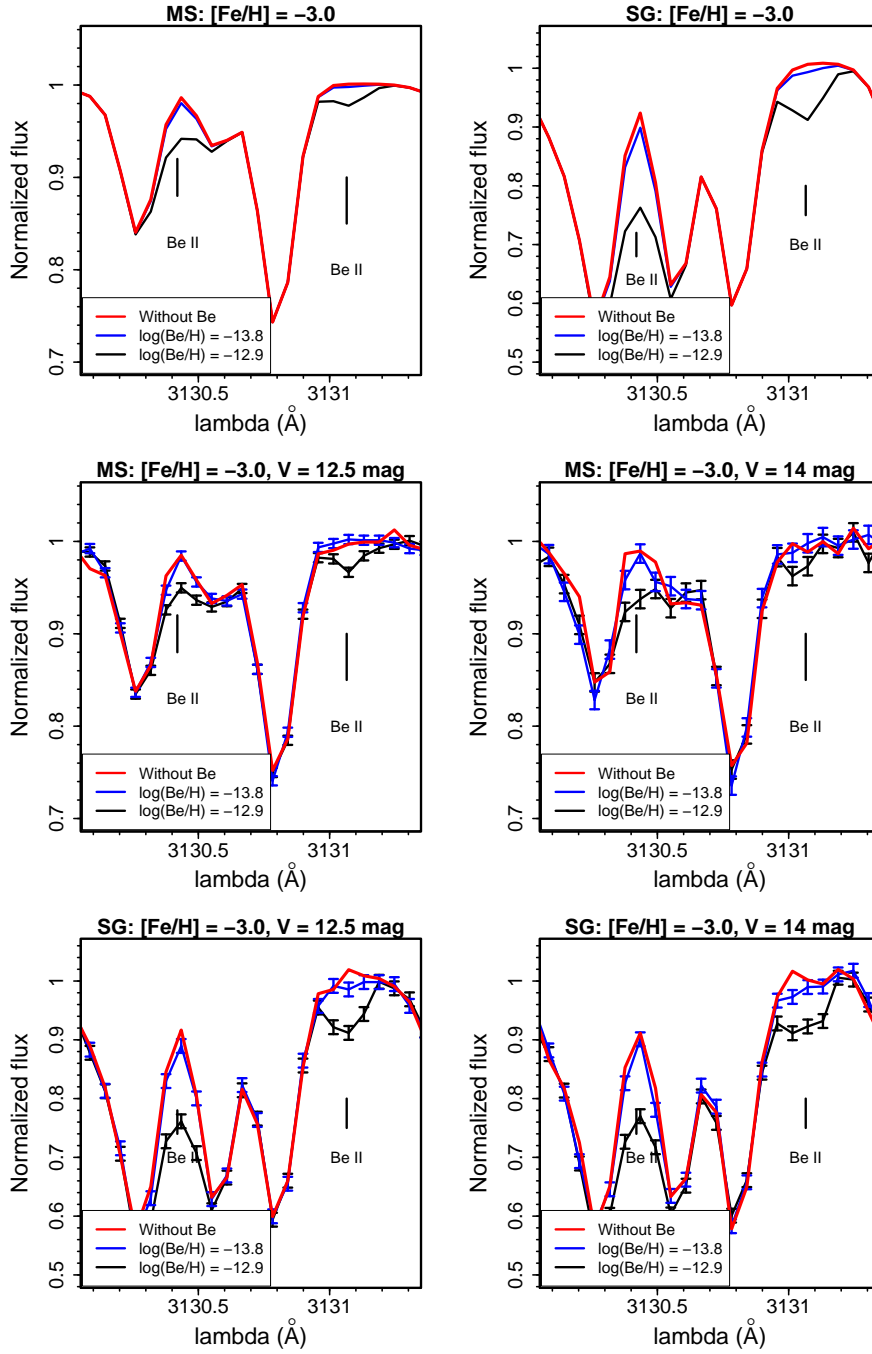 MS: [Fe/H] = −3.0
Normalized flux
0.7
0.8
0.9
1
Be II
Be II
Without Be
log(Be/H) = −13.8
log(Be/H) = −12.9
3130.5
3131
lambda (Å)
SG: [Fe/H] = −3.0
Normalized flux
0.5
0.6
0.7
0.8
0.9
1
Be II
Be II
Without Be
log(Be/H) = −13.8
log(Be/H) = −12.9
3130.5
3131
lambda (Å)
MS: [Fe/H] = −3.0, V = 12.5 mag
Normalized flux
0.7
0.8
0.9
1
Be II
Be II
Without Be
log(Be/H) = −13.8
log(Be/H) = −12.9
3130.5
3131
lambda (Å)
MS: [Fe/H] = −3.0, V = 14 mag
Normalized flux
0.7
0.8
0.9
1
Be II
Be II
Without Be
log(Be/H) = −13.8
log(Be/H) = −12.9
3130.5
3131
lambda (Å)
SG: [Fe/H] = −3.0, V = 12.5 mag
Normalized flux
0.5
0.6
0.7
0.8
0.9
1
Be II
Be II
Without Be
log(Be/H) = −13.8
log(Be/H) = −12.9
3130.5
3131
lambda (Å)
SG: [Fe/H] = −3.0, V = 14 mag
Normalized flux
0.5
0.6
0.7
0.8
0.9
1
Be II
Be II
Without Be
log(Be/H) = −13.8
log(Be/H) = −12.9
3130.5
3131
lambda (Å)